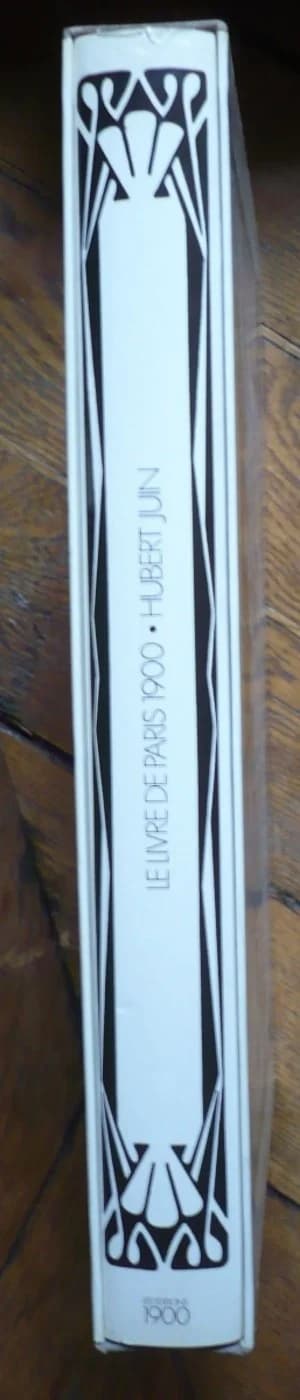 LE LIVRE DE PARIS 1900 • HUBERT JUIN
1900